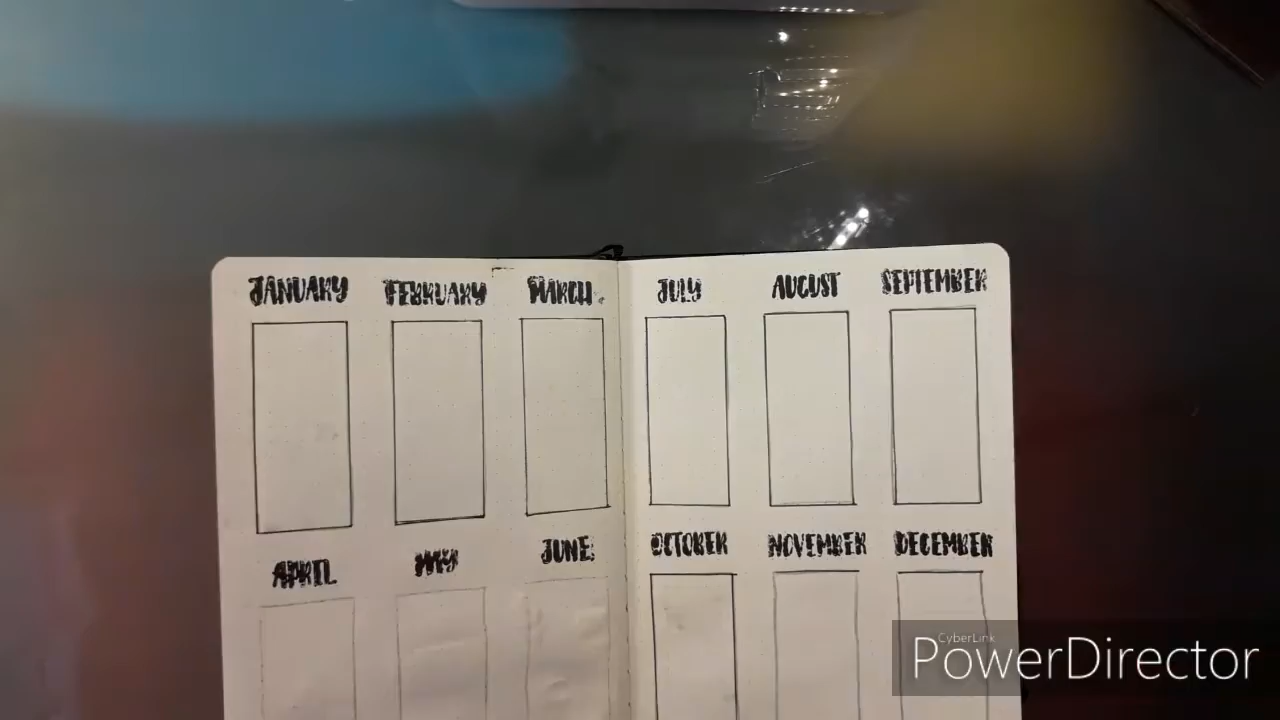 JANUARY FEBRUARY MARCH JULY AUGUST SEPTEMBER
APRIL MAY JUNE OCTOBER NOVEMBER DECEMBER
CyberLink
PowerDirector